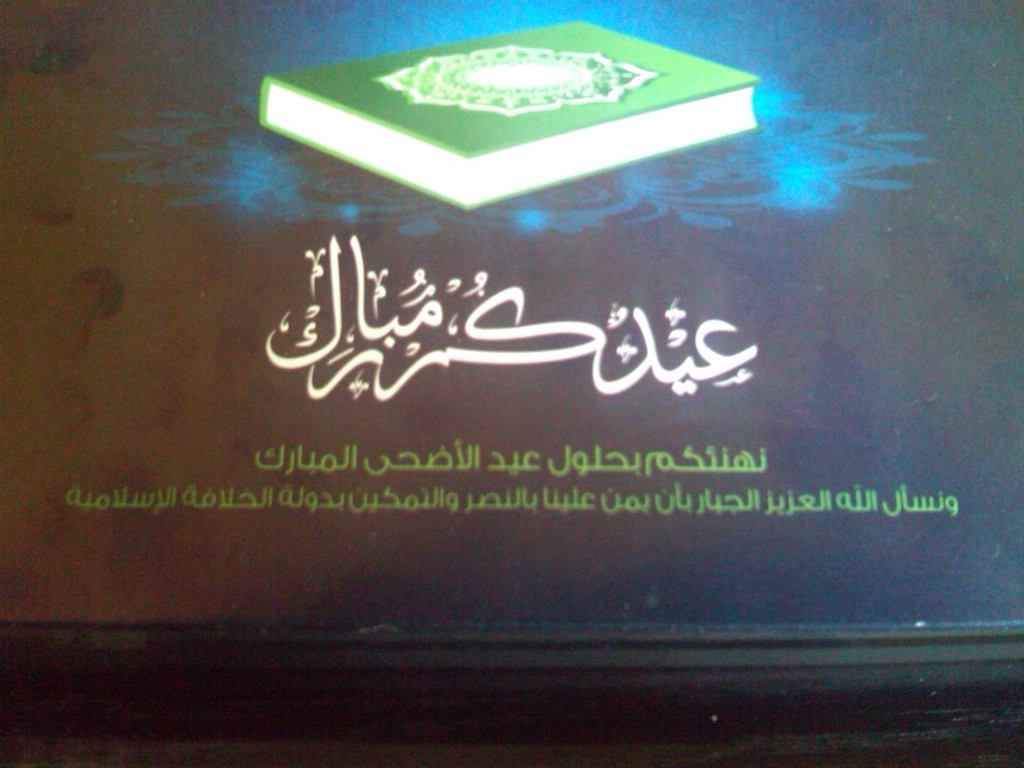 عيدكم مبارك
نهنئكم بحلول عيد الأضحى المبارك
ونسأل الله العزيز الجبار بأن يمن علينا بالنصر والتمكين بدولة الخلافة الإسلامية